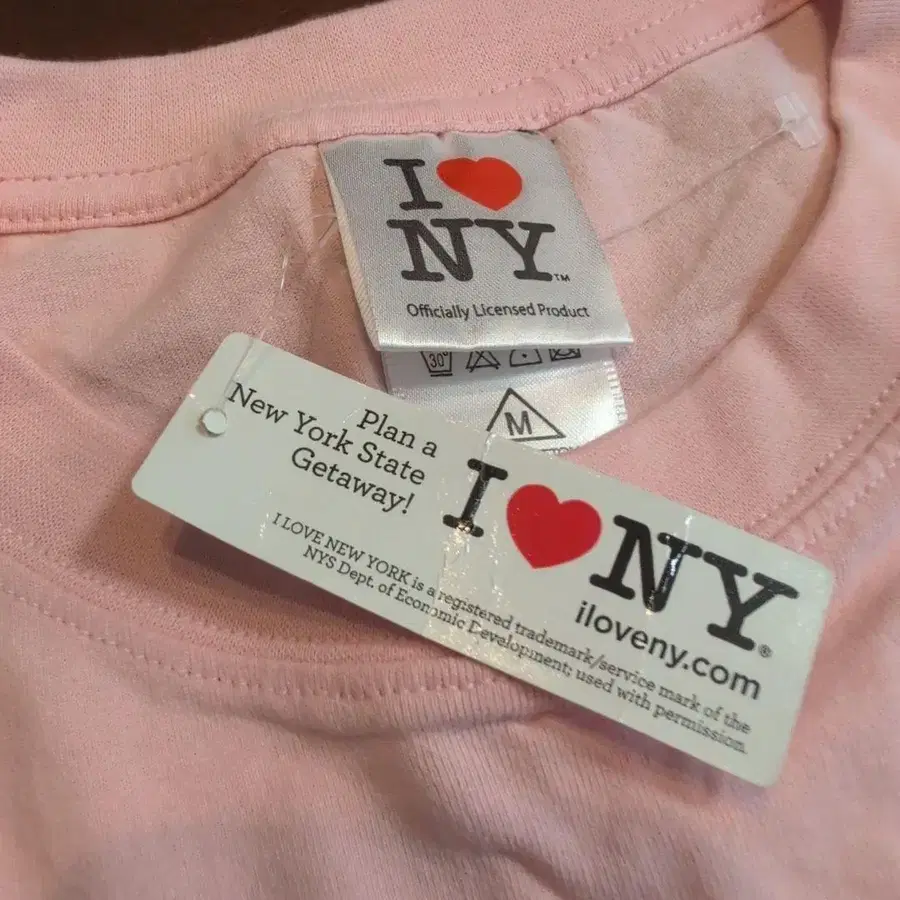 I ❤ NY™
Officially Licensed Product
30°
M
Plan a
New York State
Getaway!
I ❤ NY®
iloveny.com
I LOVE NEW YORK is a registered trademark/service mark of the
NYS Dept. of Economic Development; used with permission.